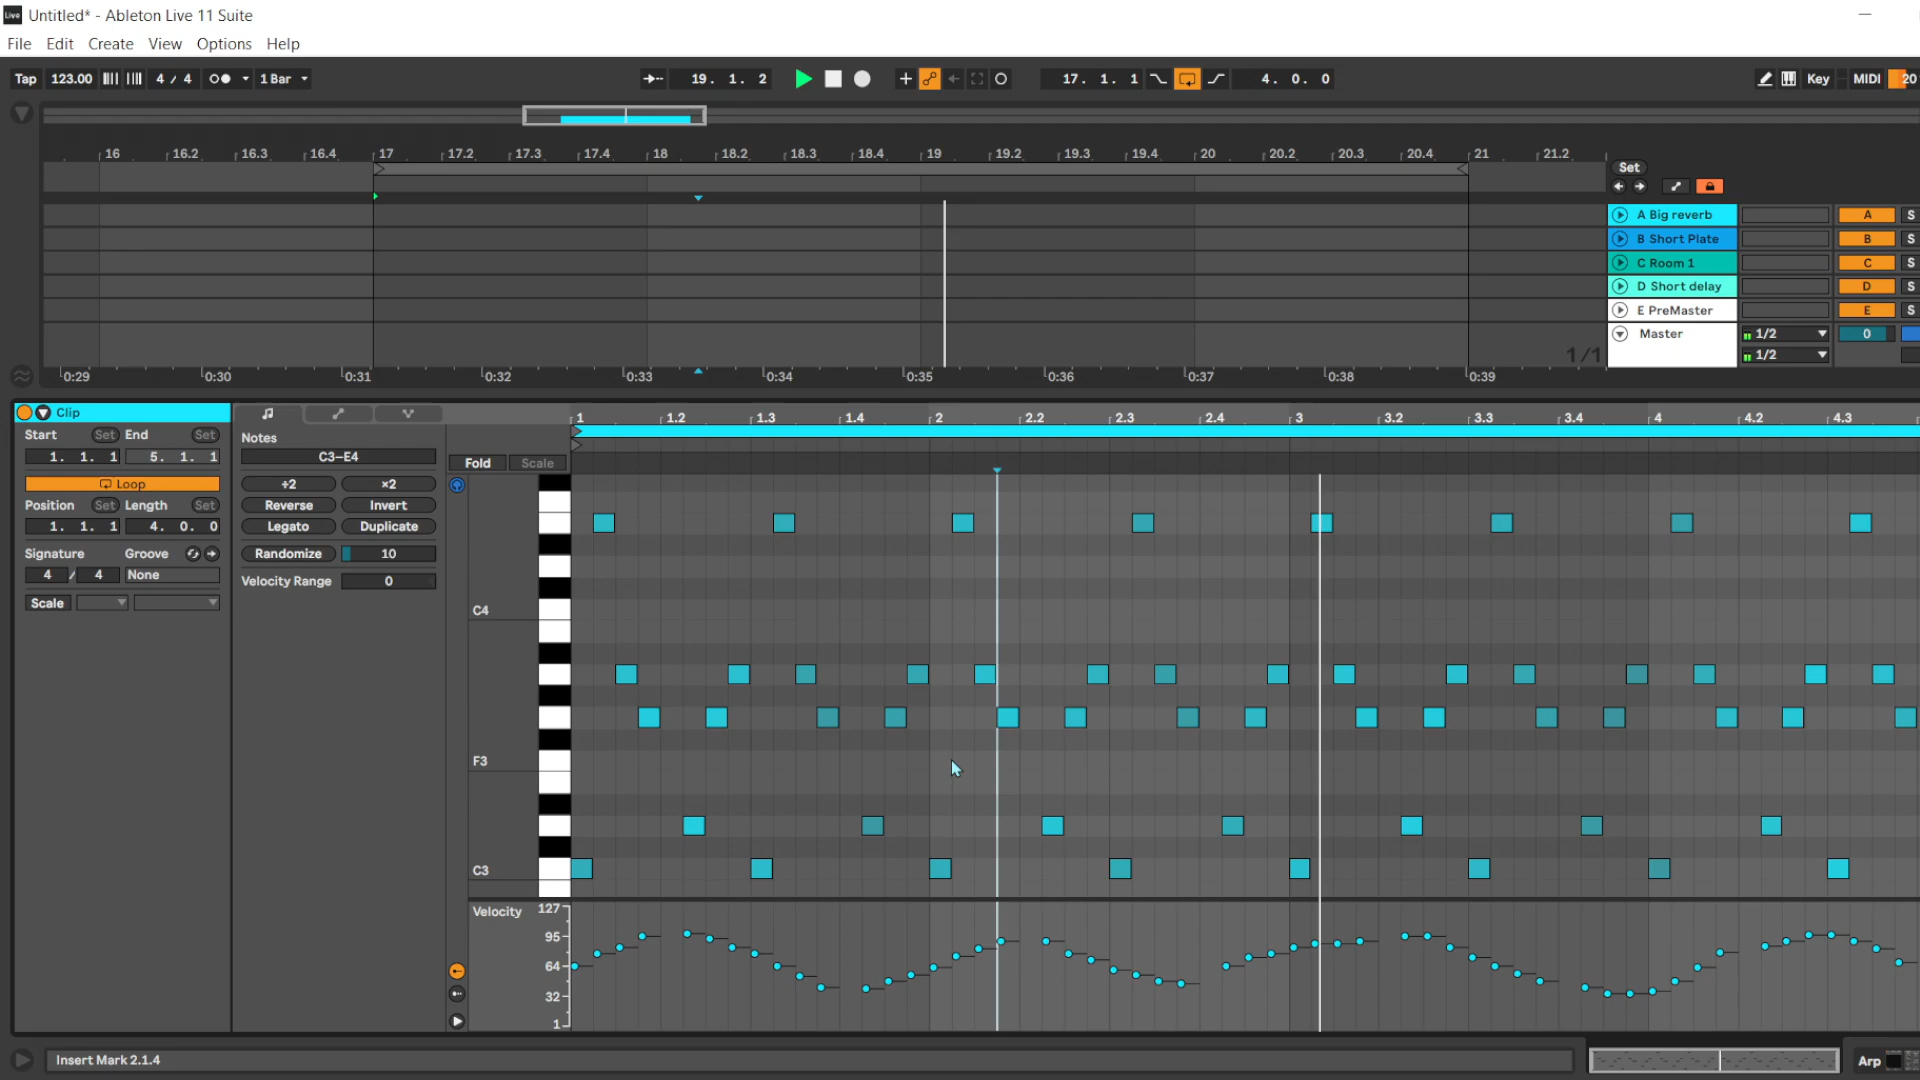 Live Untitled* - Ableton Live 11 Suite
File Edit Create View Options Help
Tap 123.00 4 / 4 1 Bar 19. 1. 2 17. 1. 1 4. 0. 0 Key MIDI 20
16 16.2 16.3 16.4 17 17.2 17.3 17.4 18 18.2 18.3 18.4 19 19.2 19.3 19.4 20 20.2 20.3 20.4 21 21.2
Set
A Big reverb A S
B Short Plate B S
C Room 1 C S
D Short delay D S
E PreMaster E S
Master 1/2 0
1/1 1/2
0:29 0:30 0:31 0:32 0:33 0:34 0:35 0:36 0:37 0:38 0:39
Clip
1 1.2 1.3 1.4 2 2.2 2.3 2.4 3 3.2 3.3 3.4 4 4.2 4.3
Start Set End Set
1. 1. 1 5. 1. 1
Loop
Position Set Length Set
1. 1. 1 4. 0. 0
Signature Groove
4 / 4 None
Scale
Notes
C3-E4
÷2 ×2
Reverse Invert
Legato Duplicate
Randomize 10
Velocity Range 0
Fold Scale
C4
F3
C3
Velocity 127
95
64
32
1
Insert Mark 2.1.4
Arp